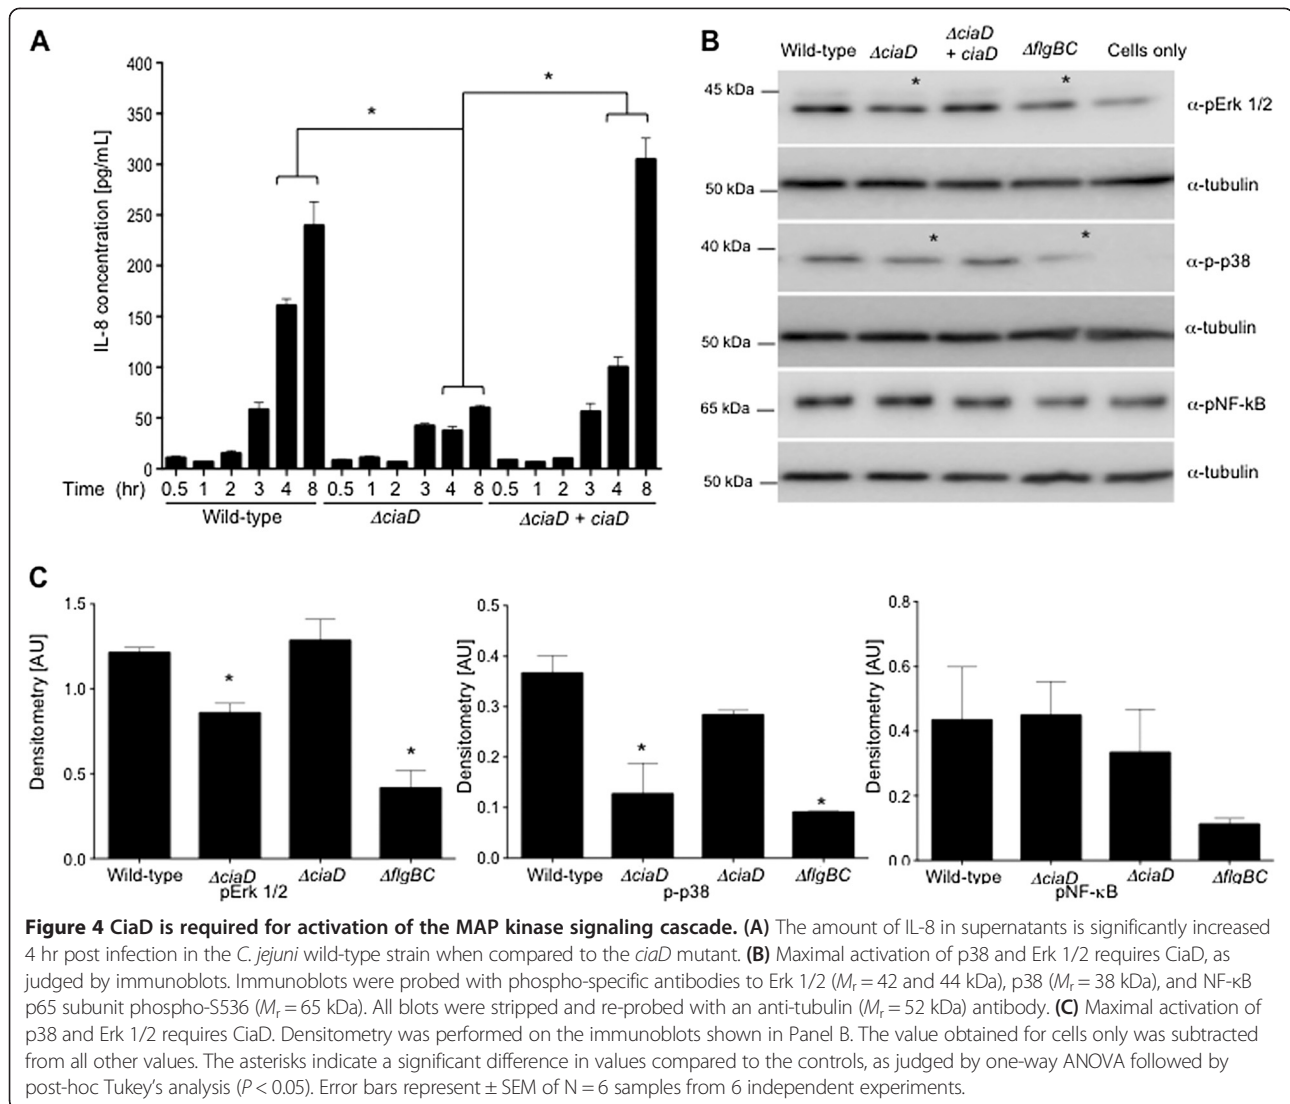 A
IL-8 concentration [pg/mL]
400
350
300
250
200
150
100
50
0
*
*
Time (hr) 0.5 1 2 3 4 8 0.5 1 2 3 4 8 0.5 1 2 3 4 8
Wild-type ΔciaD ΔciaD + ciaD
B
Wild-type ΔciaD ΔciaD + ciaD ΔflgBC Cells only
45 kDa * * α-pErk 1/2
50 kDa α-tubulin
40 kDa * * α-p-p38
50 kDa α-tubulin
65 kDa α-pNF-kB
50 kDa α-tubulin
C
Densitometry [AU]
1.5
1.0
0.5
0.0
* *
Wild-type ΔciaD ΔciaD ΔflgBC
pErk 1/2
Densitometry [AU]
0.5
0.4
0.3
0.2
0.1
0.0
* *
Wild-type ΔciaD ΔciaD ΔflgBC
p-p38
Densitometry [AU]
0.8
0.6
0.4
0.2
0.0
Wild-type ΔciaD ΔciaD ΔflgBC
pNF-κB
Figure 4 CiaD is required for activation of the MAP kinase signaling cascade. (A) The amount of IL-8 in supernatants is significantly increased
4 hr post infection in the C. jejuni wild-type strain when compared to the ciaD mutant. (B) Maximal activation of p38 and Erk 1/2 requires CiaD, as
judged by immunoblots. Immunoblots were probed with phospho-specific antibodies to Erk 1/2 (Mr = 42 and 44 kDa), p38 (Mr = 38 kDa), and NF-κB
p65 subunit phospho-S536 (Mr = 65 kDa). All blots were stripped and re-probed with an anti-tubulin (Mr = 52 kDa) antibody. (C) Maximal activation of
p38 and Erk 1/2 requires CiaD. Densitometry was performed on the immunoblots shown in Panel B. The value obtained for cells only was subtracted
from all other values. The asterisks indicate a significant difference in values compared to the controls, as judged by one-way ANOVA followed by
post-hoc Tukey's analysis (P < 0.05). Error bars represent ± SEM of N = 6 samples from 6 independent experiments.